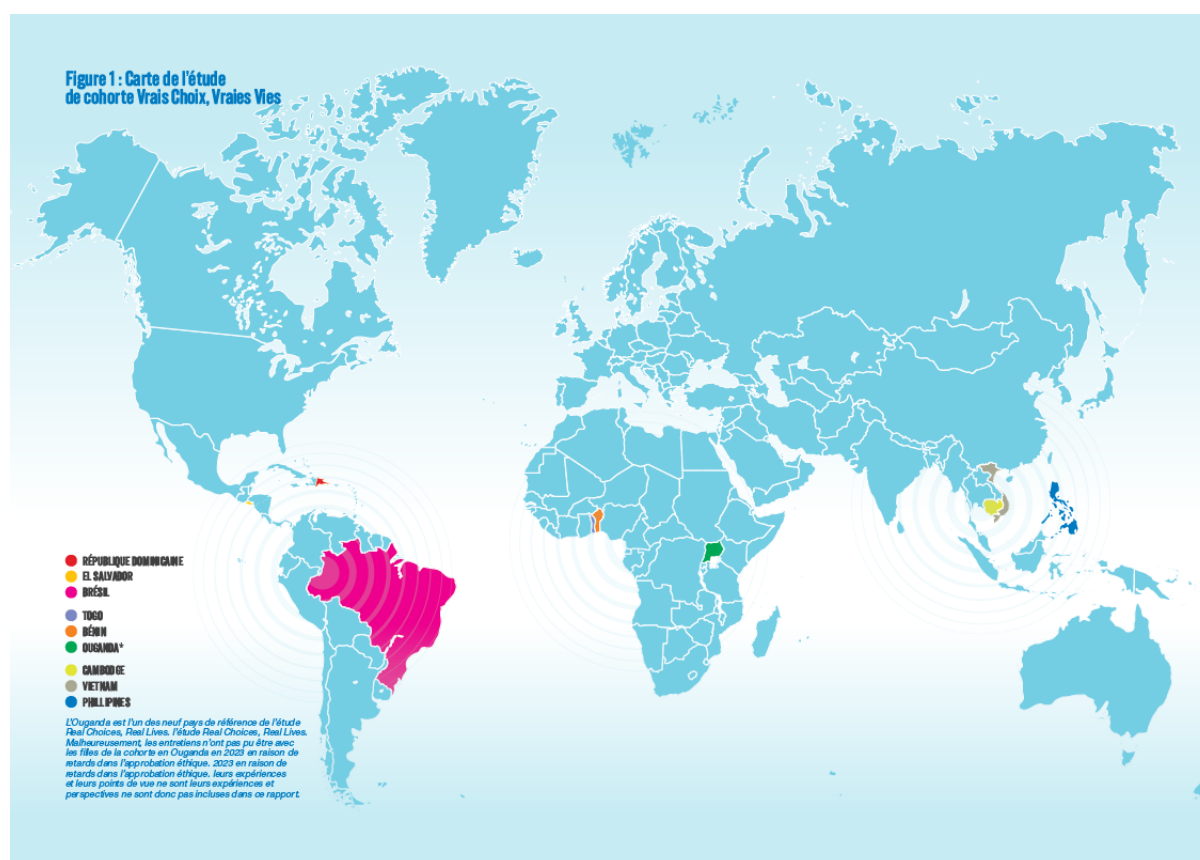 Figure 1 : Carte de l'étude
de cohorte Vrais Choix, Vraies Vies
RÉPUBLIQUE DOMINICAINE
EL SALVADOR
BRÉSIL
TOGO
BÉNIN
OUGANDA*
CAMBODGE
VIETNAM
PHILLIPINES
L'Ouganda est l'un des neuf pays de référence de l'étude
Real Choices, Real Lives. l'étude Real Choices, Real Lives.
Malheureusement, les entretiens n'ont pas pu être avec
les filles de la cohorte en Ouganda en 2023 en raison de
retards dans l'approbation éthique. 2023 en raison de
retards dans l'approbation éthique. leurs expériences
et leurs points de vue ne sont leurs expériences et
perspectives ne sont donc pas incluses dans ce rapport.